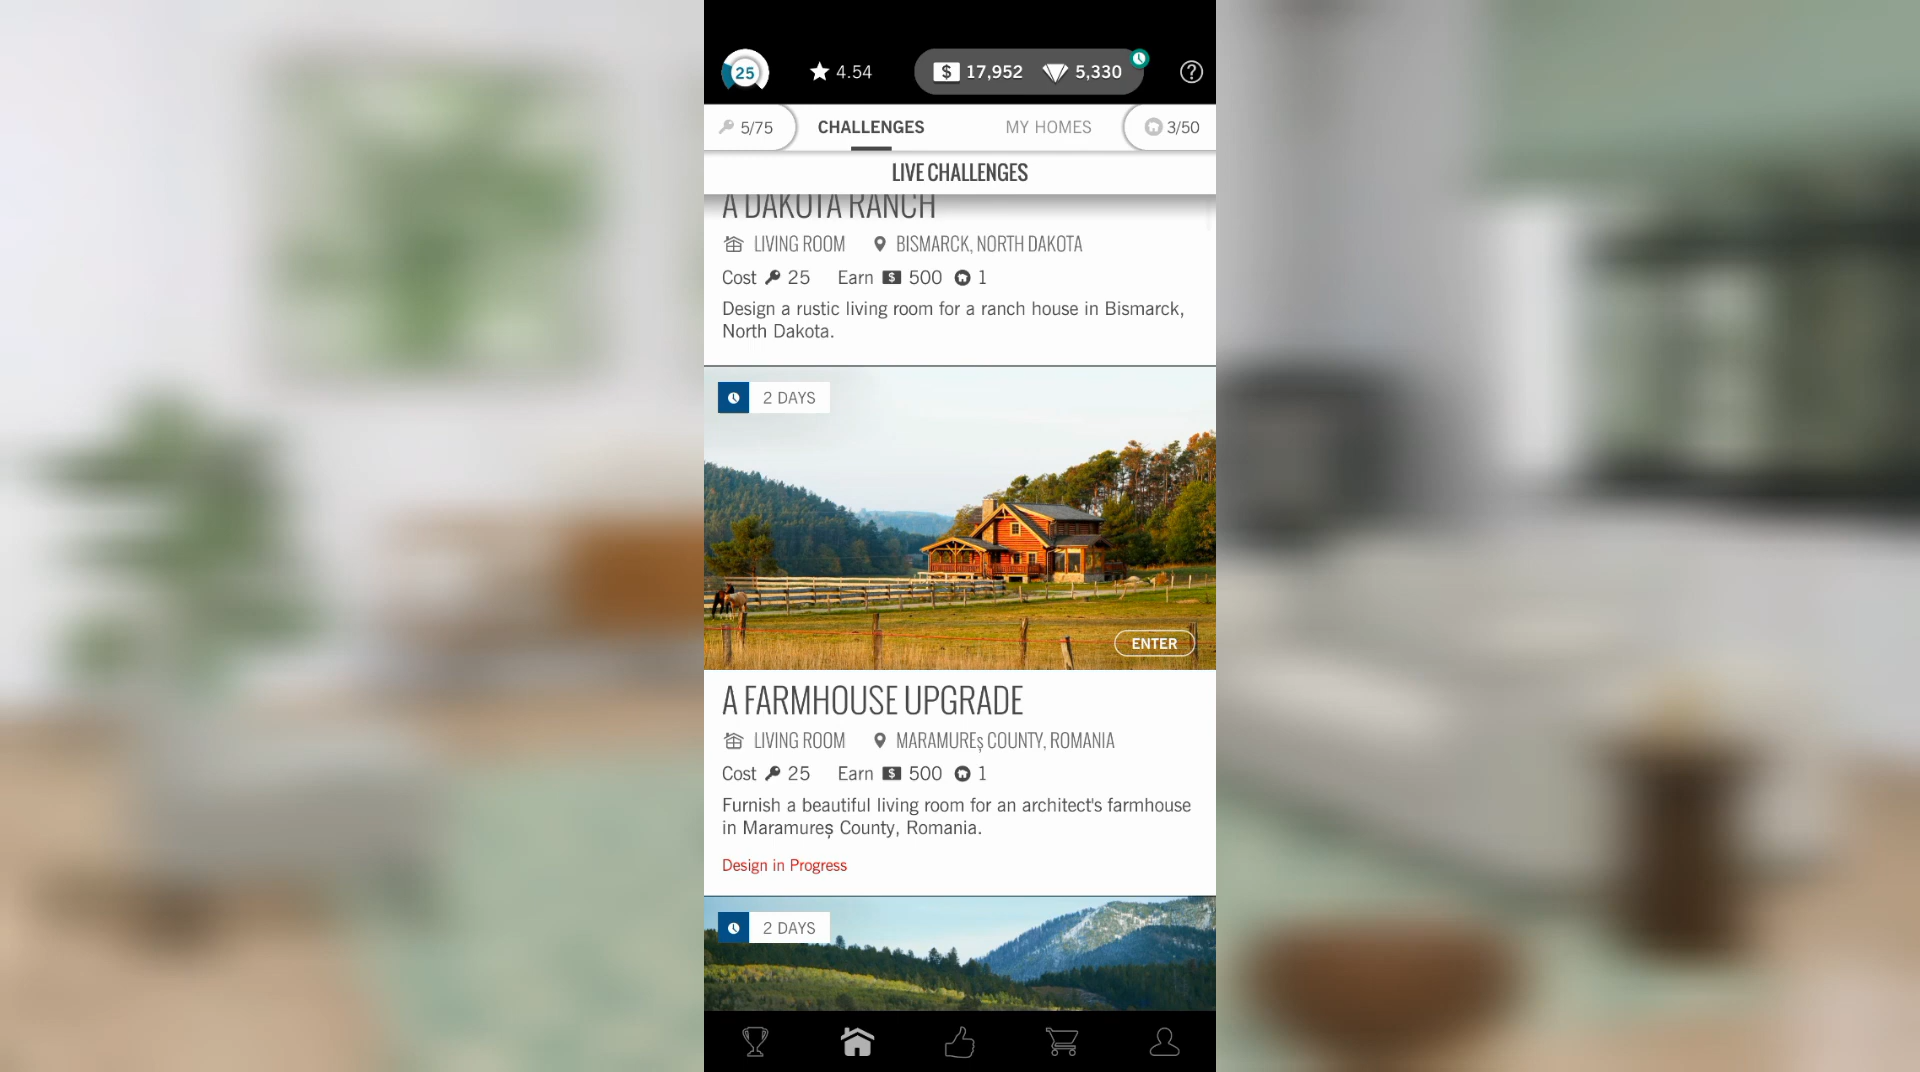 25
4.54
$ 17,952
5,330
?
5/75
CHALLENGES
MY HOMES
3/50
LIVE CHALLENGES
A DAKOTA RANCH
LIVING ROOM
BISMARCK, NORTH DAKOTA
Cost 25 Earn $ 500 1
Design a rustic living room for a ranch house in Bismarck,
North Dakota.
2 DAYS
ENTER
A FARMHOUSE UPGRADE
LIVING ROOM
MARAMUREș COUNTY, ROMANIA
Cost 25 Earn $ 500 1
Furnish a beautiful living room for an architect's farmhouse
in Maramureș County, Romania.
Design in Progress
2 DAYS